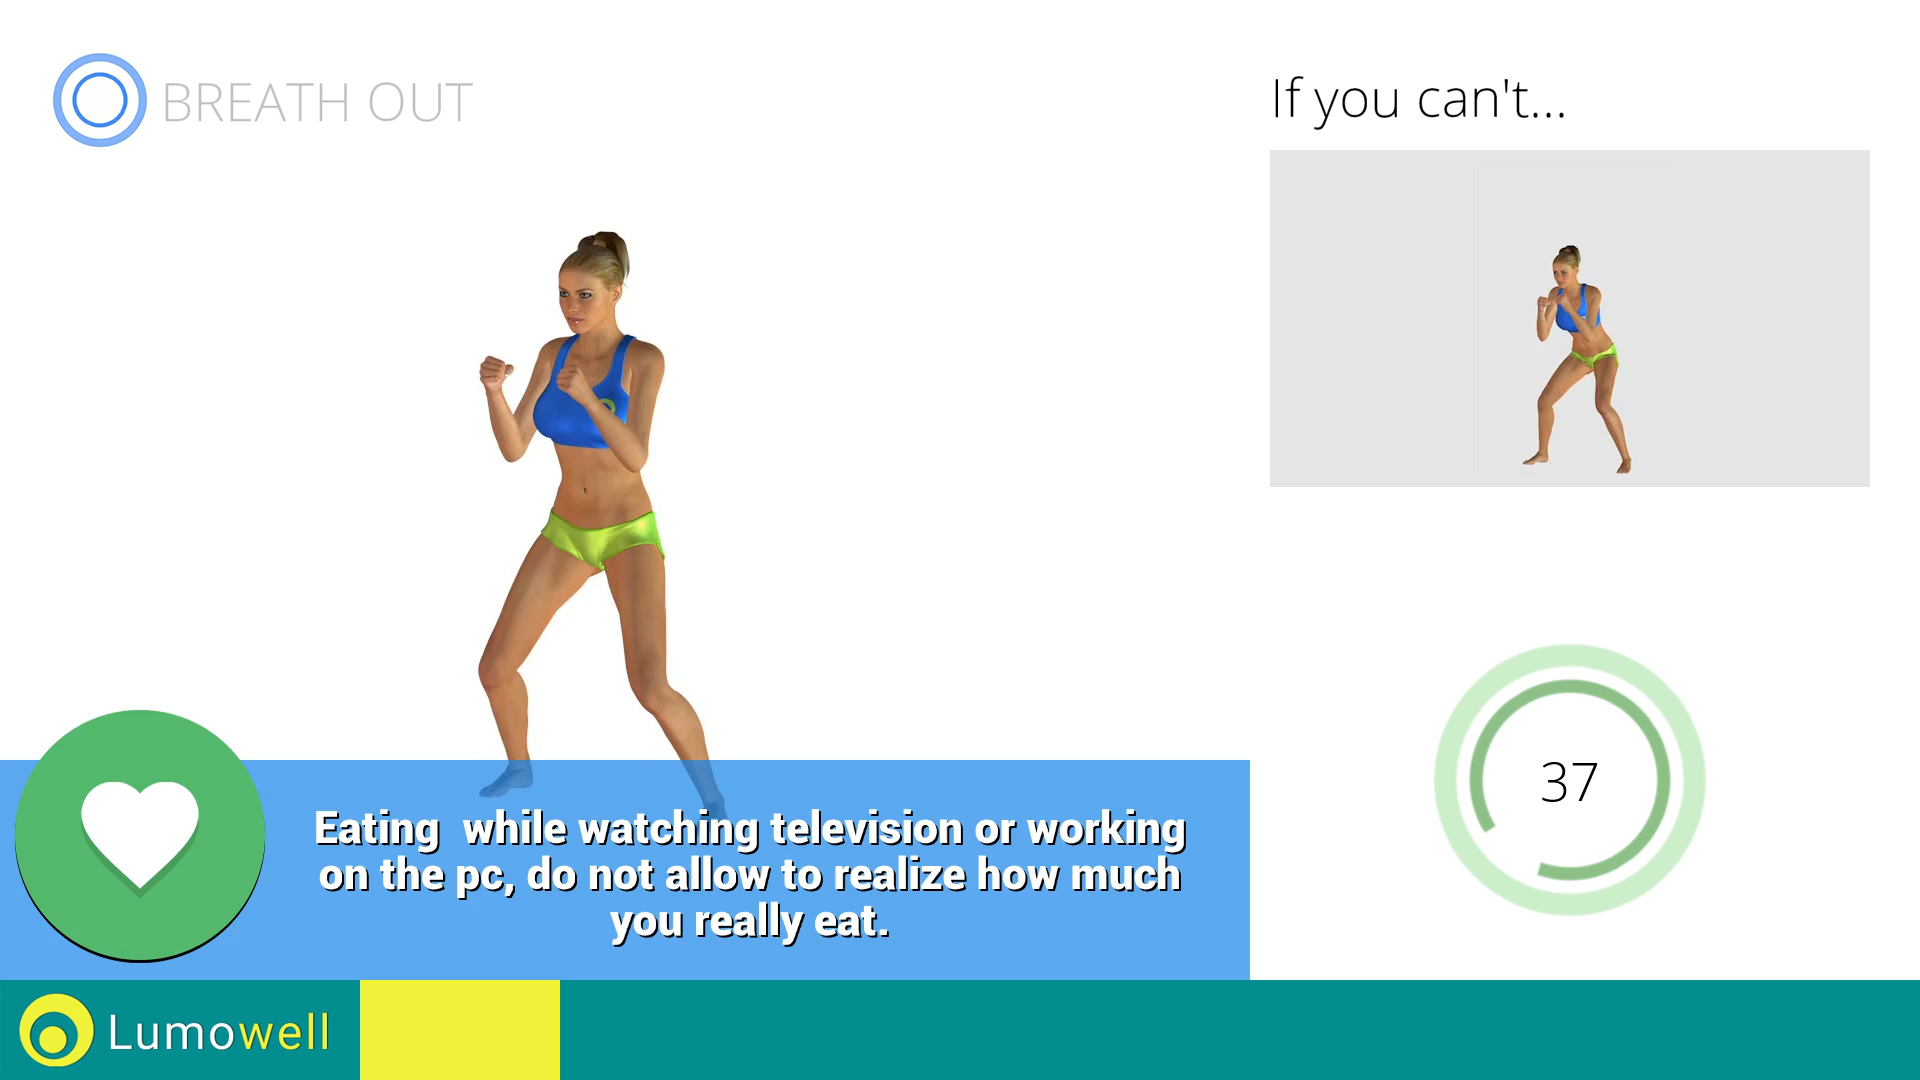 BREATH OUT
If you can't...
37
Eating  while watching television or working
on the pc, do not allow to realize how much
you really eat.
Lumowell